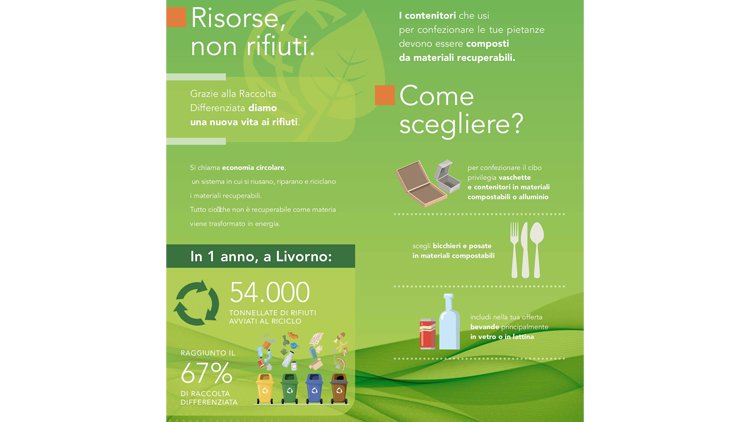 Risorse,
non rifiuti.
Grazie alla Raccolta
Differenziata diamo
una nuova vita ai rifiuti.
Si chiama economia circolare,
un sistema in cui si riusano, riparano e riciclano
i materiali recuperabili.
Tutto ciò che non è recuperabile come materia
viene trasformato in energia.
In 1 anno, a Livorno:
54.000
TONNELLATE DI RIFIUTI
AVVIATI AL RICICLO
RAGGIUNTO IL
67%
DI RACCOLTA
DIFFERENZIATA
I contenitori che usi
per confezionare le tue pietanze
devono essere composti
da materiali recuperabili.
Come
scegliere?
per confezionare il cibo
privilegia vaschette
e contenitori in materiali
compostabili o alluminio
scegli bicchieri e posate
in materiali compostabili
includi nella tua offerta
bevande principalmente
in vetro o in lattina